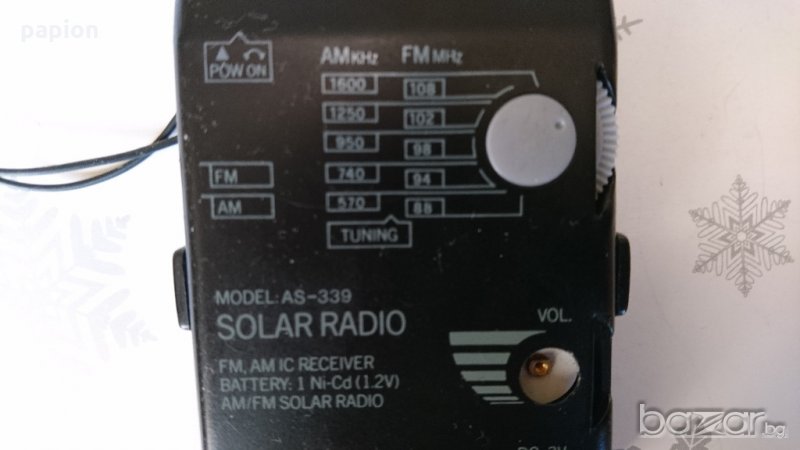 papion
POW ON
AM KHz FM MHz
1600 108
1250 102
950 98
740 94
570 88
FM
AM
TUNING
MODEL: AS-339
SOLAR RADIO
VOL.
FM, AM IC RECEIVER
BATTERY: 1 Ni-Cd (1.2V)
AM/FM SOLAR RADIO
bazar.bg